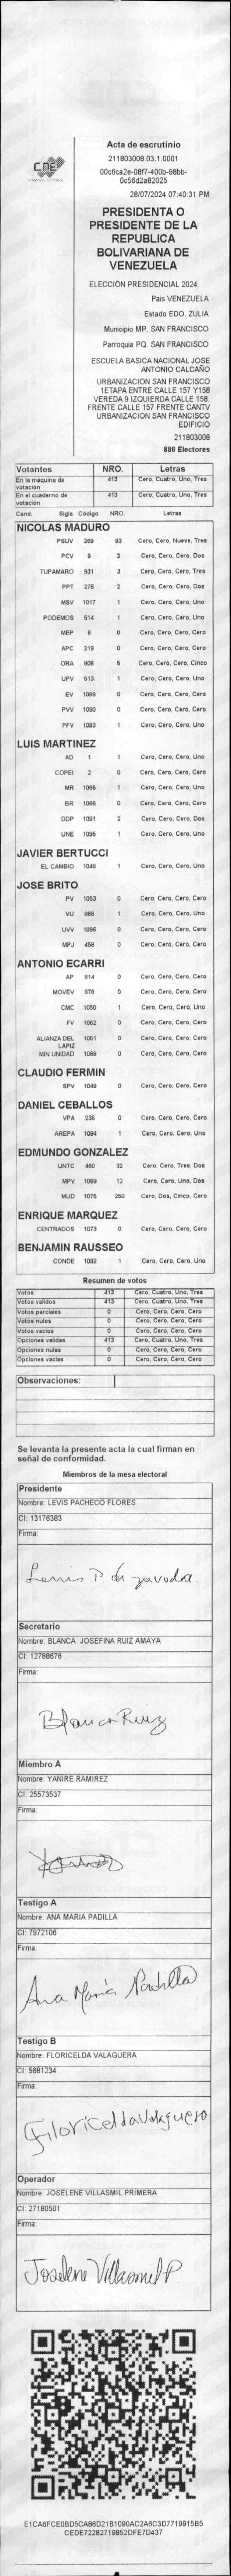 CNE
Acta de escrutinio
211803008.03.1.0001
00c6ca2e-08f7-400b-98bb-
0c56d2a82025
28/07/2024 07:40:31 PM
PRESIDENTA O
PRESIDENTE DE LA
REPUBLICA
BOLIVARIANA DE
VENEZUELA
ELECCIÓN PRESIDENCIAL 2024
Pais VENEZUELA
Estado EDO. ZULIA
Municipio MP. SAN FRANCISCO
Parroquia PQ. SAN FRANCISCO
ESCUELA BASICA NACIONAL JOSE
ANTONIO CALCAÑO
URBANIZACION SAN FRANCISCO
1ETAPA ENTRE CALLE 157 Y158
VEREDA 9 IZQUIERDA CALLE 158.
FRENTE CALLE 157 FRENTE CANTV
URBANIZACION SAN FRANCISCO
EDIFICIO
211803008
886 Electores
Votantes NRO. Letras
En la máquina de votación 413 Cero, Cuatro, Uno, Tres
En el cuaderno de votación 413 Cero, Cuatro, Uno, Tres
Cand. Sigla Código NRO. Letras
NICOLAS MADURO
PSUV 269 93 Cero, Cero, Nueve, Tres
PCV 9 2 Cero, Cero, Cero, Dos
TUPAMARO 931 3 Cero, Cero, Cero, Tres
PPT 276 2 Cero, Cero, Cero, Dos
MSV 1017 1 Cero, Cero, Cero, Uno
PODEMOS 514 1 Cero, Cero, Cero, Uno
MEP 6 0 Cero, Cero, Cero, Cero
APC 219 0 Cero, Cero, Cero, Cero
ORA 906 5 Cero, Cero, Cero, Cinco
UPV 513 1 Cero, Cero, Cero, Uno
EV 1089 0 Cero, Cero, Cero, Cero
PVV 1090 0 Cero, Cero, Cero, Cero
PFV 1093 1 Cero, Cero, Cero, Uno
LUIS MARTINEZ
AD 1 1 Cero, Cero, Cero, Uno
COPEI 2 0 Cero, Cero, Cero, Cero
MR 1065 1 Cero, Cero, Cero, Uno
BR 1066 0 Cero, Cero, Cero, Cero
DDP 1091 2 Cero, Cero, Cero, Dos
UNE 1095 1 Cero, Cero, Cero, Uno
JAVIER BERTUCCI
EL CAMBIO 1048 1 Cero, Cero, Cero, Uno
JOSE BRITO
PV 1053 0 Cero, Cero, Cero, Cero
VU 988 1 Cero, Cero, Cero, Uno
UVV 1096 0 Cero, Cero, Cero, Cero
MPJ 458 0 Cero, Cero, Cero, Cero
ANTONIO ECARRI
AP 814 0 Cero, Cero, Cero, Cero
MOVEV 878 0 Cero, Cero, Cero, Cero
CMC 1050 1 Cero, Cero, Cero, Uno
FV 1062 0 Cero, Cero, Cero, Cero
ALIANZA DEL LAPIZ 1051 0 Cero, Cero, Cero, Cero
MIN UNIDAD 1088 0 Cero, Cero, Cero, Cero
CLAUDIO FERMIN
SPV 1049 0 Cero, Cero, Cero, Cero
DANIEL CEBALLOS
VPA 236 0 Cero, Cero, Cero, Cero
AREPA 1094 1 Cero, Cero, Cero, Uno
EDMUNDO GONZALEZ
UNTC 460 32 Cero, Cero, Tres, Dos
MPV 1069 12 Cero, Cero, Uno, Dos
MUD 1075 250 Cero, Dos, Cinco, Cero
ENRIQUE MARQUEZ
CENTRADOS 1073 0 Cero, Cero, Cero, Cero
BENJAMIN RAUSSEO
CONDE 1092 1 Cero, Cero, Cero, Uno
Resumen de votos
Votos 413 Cero, Cuatro, Uno, Tres
Votos validos 413 Cero, Cuatro, Uno, Tres
Votos parciales 0 Cero, Cero, Cero, Cero
Votos nulos 0 Cero, Cero, Cero, Cero
Votos vacíos 0 Cero, Cero, Cero, Cero
Opciones validas 413 Cero, Cuatro, Uno, Tres
Opciones nulas 0 Cero, Cero, Cero, Cero
Opciones vacías 0 Cero, Cero, Cero, Cero
Observaciones:
Se levanta la presente acta la cual firman en
señal de conformidad.
Miembros de la mesa electoral
Presidente
Nombre: LEVIS PACHECO FLORES
CI: 13176383
Firma:
Levis P de zavada
Secretario
Nombre: BLANCA JOSEFINA RUIZ AMAYA
CI: 12788676
Firma:
Blanca Ruiz
Miembro A
Nombre: YANIRE RAMIREZ
CI: 25573537
Firma:
Testigo A
Nombre: ANA MARIA PADILLA
CI: 7972106
Firma:
Ana María Padilla
Testigo B
Nombre: FLORICELDA VALAGUERA
CI: 5681234
Firma:
Floricelda Valaguera
Operador
Nombre: JOSELENE VILLASMIL PRIMERA
CI: 27180501
Firma:
Joselene Villasmil P.
E1CA6FCE0BD5CA86D21B1090AC2A6C3D7719915B5
CEDE72282719852DFE7D437